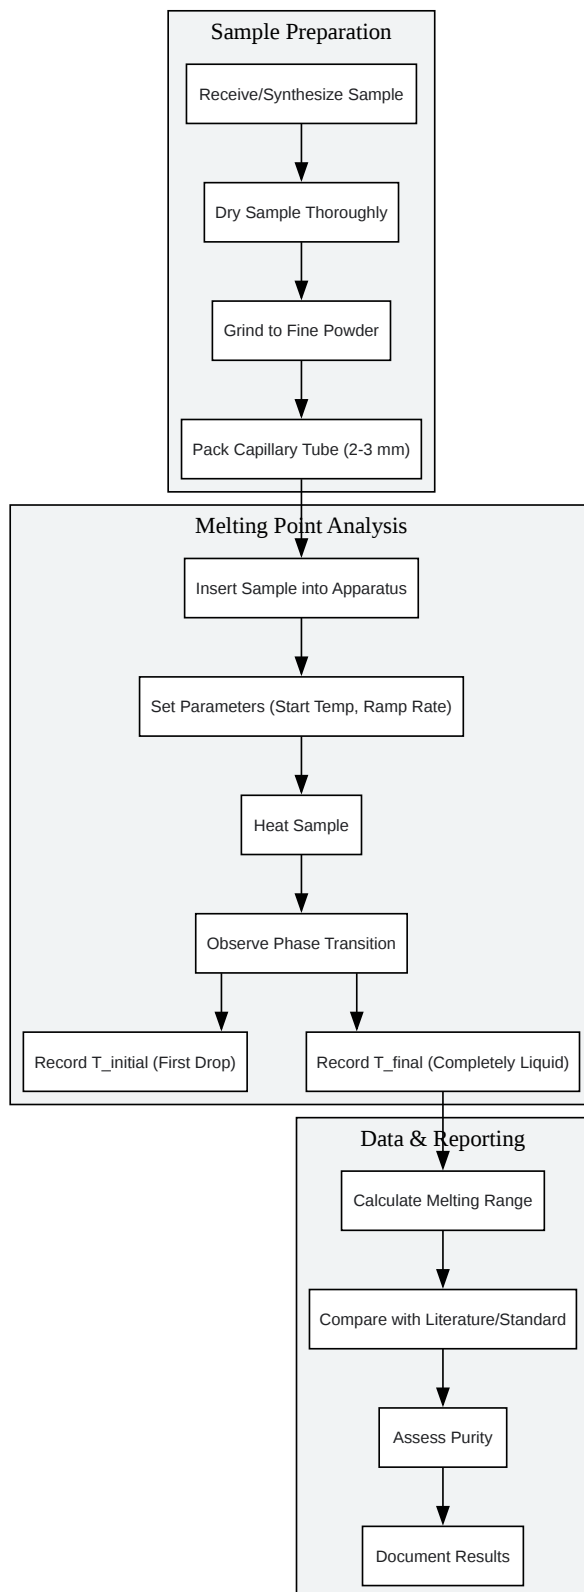 Sample Preparation
Receive/Synthesize Sample
Dry Sample Thoroughly
Grind to Fine Powder
Pack Capillary Tube (2-3 mm)
Melting Point Analysis
Insert Sample into Apparatus
Set Parameters (Start Temp, Ramp Rate)
Heat Sample
Observe Phase Transition
Record T_initial (First Drop)
Record T_final (Completely Liquid)
Data & Reporting
Calculate Melting Range
Compare with Literature/Standard
Assess Purity
Document Results